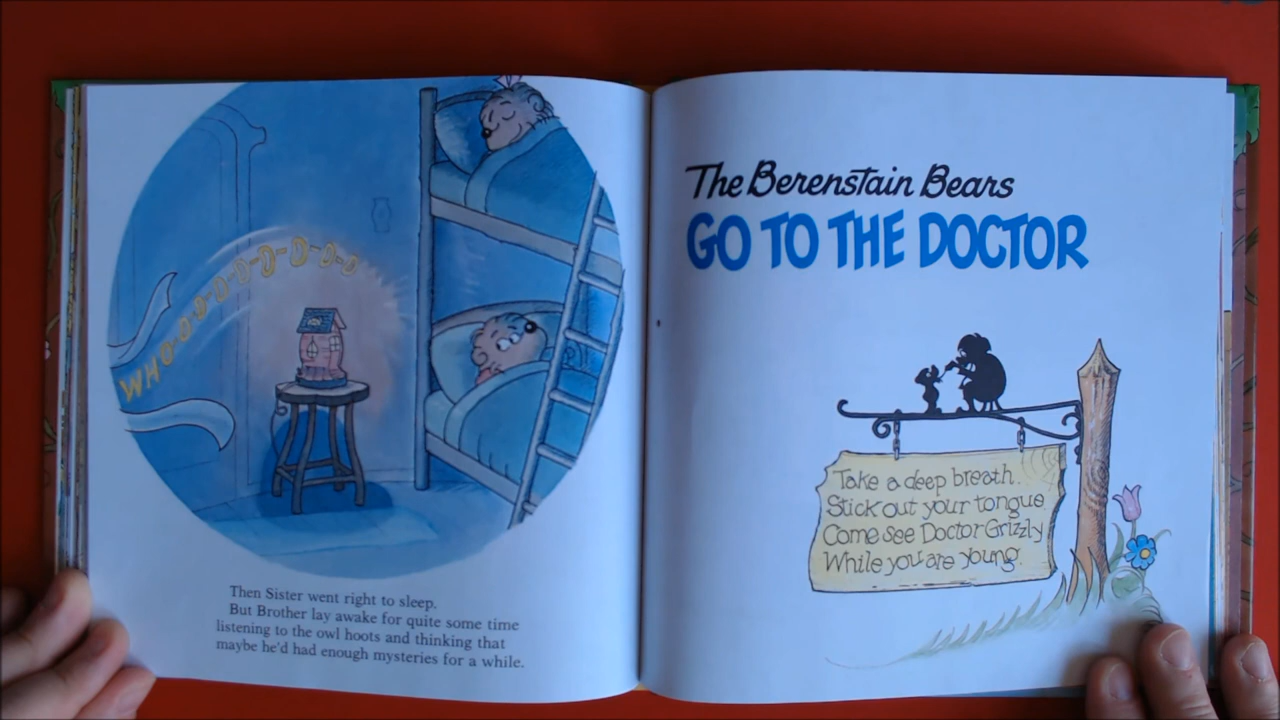 WHO-O-O-O-O-O-O-O-O-O
Then Sister went right to sleep.
But Brother lay awake for quite some time
listening to the owl hoots and thinking that
maybe he'd had enough mysteries for a while.
The Berenstain Bears
GO TO THE DOCTOR
Take a deep breath.
Stick out your tongue
Come see Doctor Grizzly
While you are young.